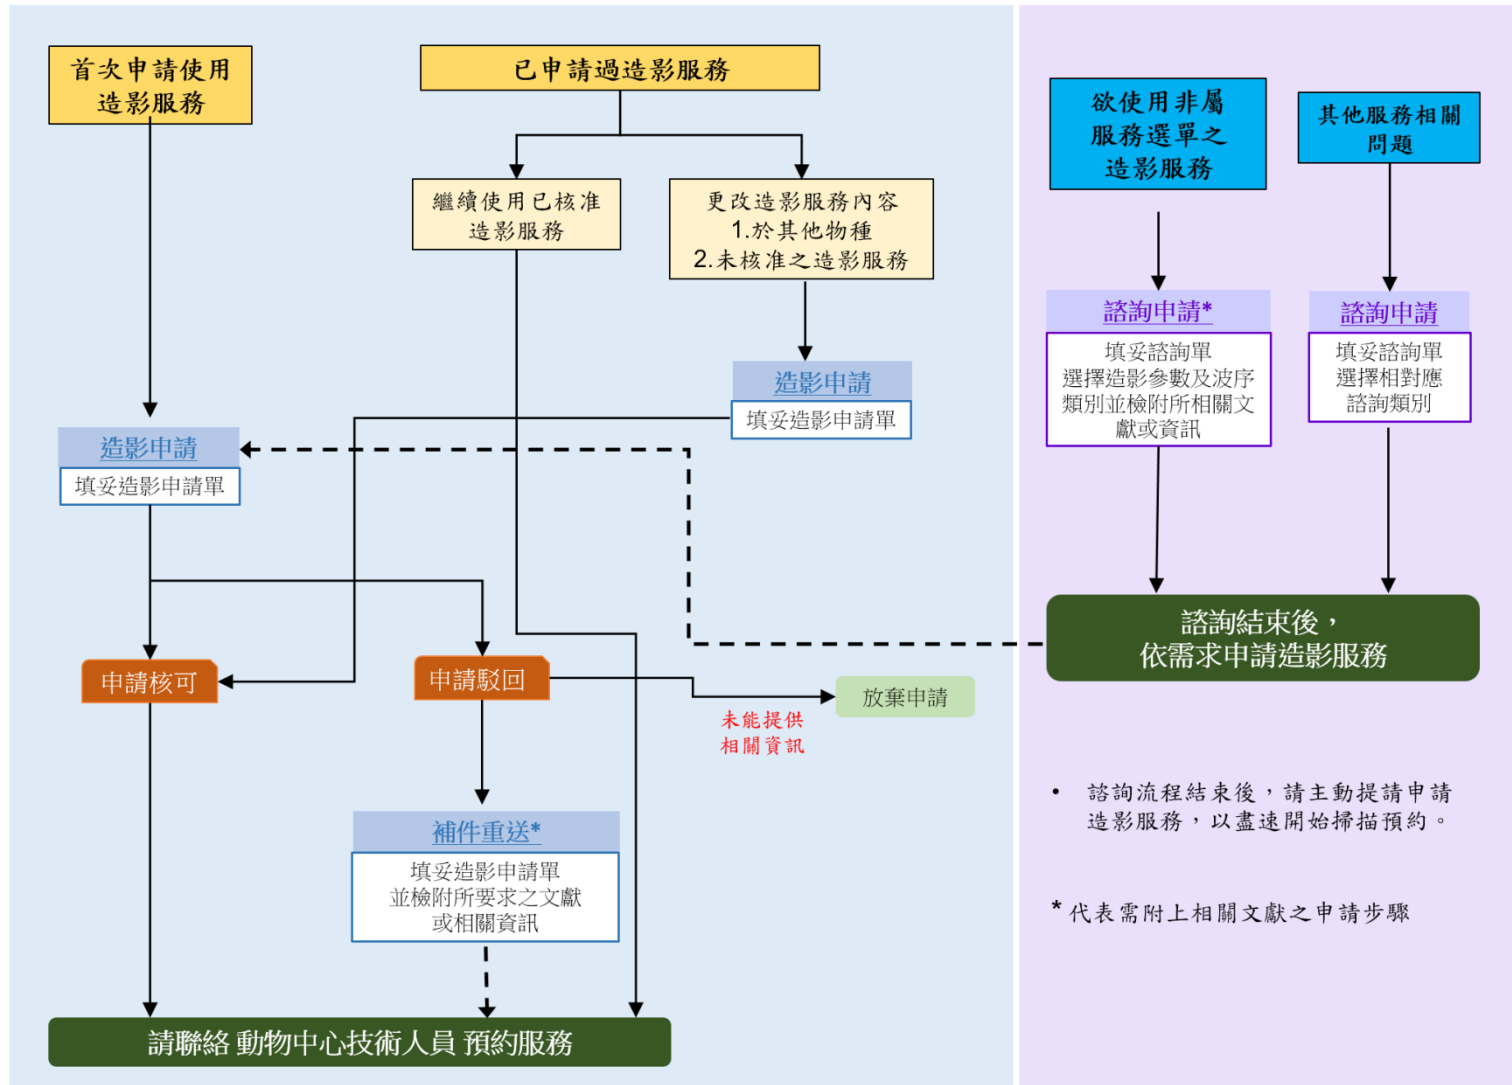 首次申請使用
造影服務
已申請過造影服務
繼續使用已核准
造影服務
更改造影服務內容
1.於其他物種
2.未核准之造影服務
造影申請
填妥造影申請單
造影申請
填妥造影申請單
申請核可
申請駁回
未能提供
相關資訊
放棄申請
補件重送*
填妥造影申請單
並檢附所要求之文獻
或相關資訊
請聯絡 動物中心技術人員 預約服務
欲使用非屬
服務選單之
造影服務
其他服務相關
問題
諮詢申請*
填妥諮詢單
選擇造影參數及波序
類別並檢附所相關文
獻或資訊
諮詢申請
填妥諮詢單
選擇相對應
諮詢類別
諮詢結束後，
依需求申請造影服務
• 諮詢流程結束後，請主動提請申請
造影服務，以盡速開始掃描預約。
* 代表需附上相關文獻之申請步驟